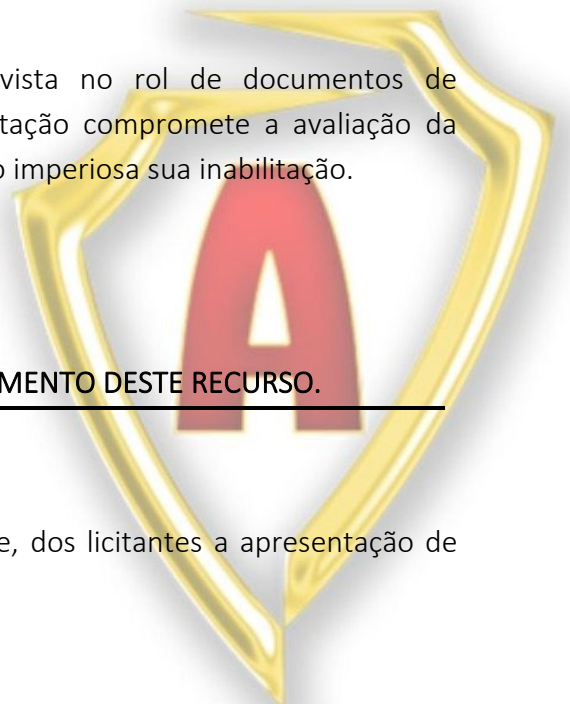 vista no rol de documentos de
tação compromete a avaliação da
o imperiosa sua inabilitação.
A
MENTO DESTE RECURSO.
e, dos licitantes a apresentação de